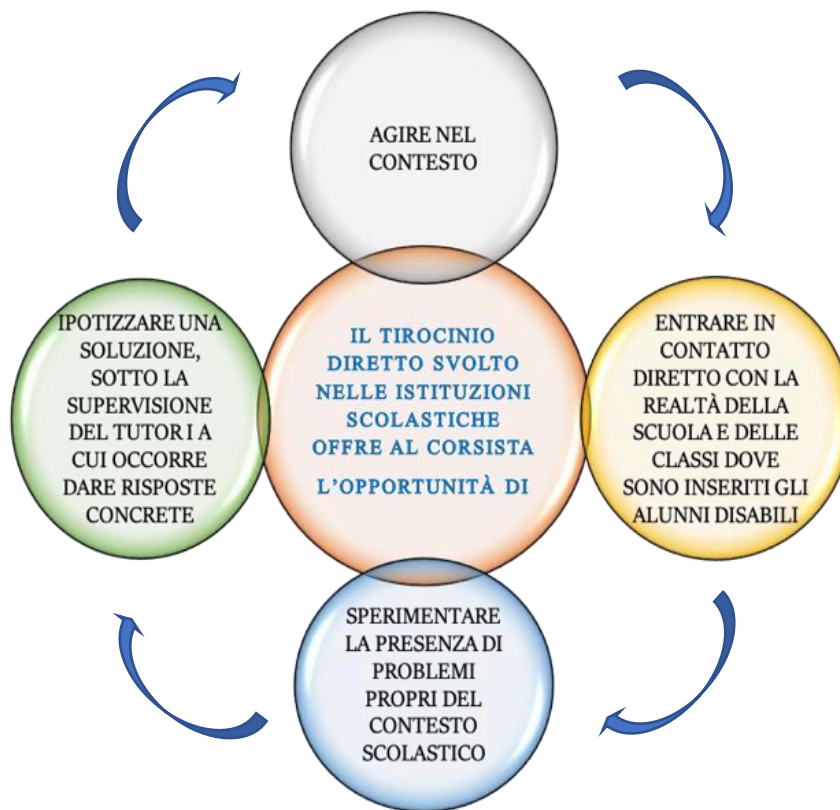 AGIRE NEL
CONTESTO
IPOTIZZARE UNA
SOLUZIONE,
SOTTO LA
SUPERVISIONE
DEL TUTOR I A
CUI OCCORRE
DARE RISPOSTE
CONCRETE
IL TIROCINIO
DIRETTO SVOLTO
NELLE ISTITUZIONI
SCOLASTICHE
OFFRE AL CORSISTA
L’OPPORTUNITÀ DI
ENTRARE IN
CONTATTO
DIRETTO CON LA
REALTÀ DELLA
SCUOLA E DELLE
CLASSI DOVE
SONO INSERITI GLI
ALUNNI DISABILI
SPERIMENTARE
LA PRESENZA DI
PROBLEMI
PROPRI DEL
CONTESTO
SCOLASTICO